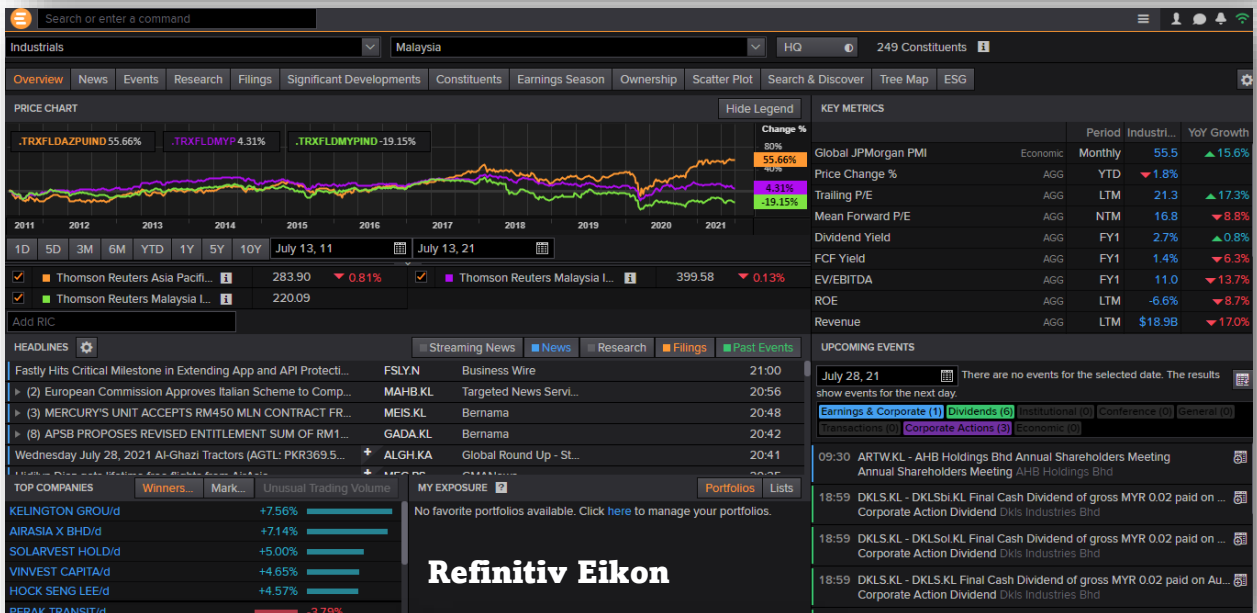 Search or enter a command
Industrials Malaysia HQ 249 Constituents i
Overview News Events Research Filings Significant Developments Constituents Earnings Season Ownership Scatter Plot Search & Discover Tree Map ESG
PRICE CHART Hide Legend
.TRXFLDAZPUIND 55.66% .TRXFLDMYP 4.31% .TRXFLDMYPIND -19.15%
Change %
80%
55.66%
40%
4.31%
-19.15%
2011 2012 2013 2014 2015 2016 2017 2018 2019 2020 2021
1D 5D 3M 6M YTD 1Y 5Y 10Y July 13, 11 July 13, 21
Thomson Reuters Asia Pacifi... i 283.90 0.81% Thomson Reuters Malaysia I... i 399.58 0.13%
Thomson Reuters Malaysia I... i 220.09
Add RIC
HEADLINES Streaming News News Research Filings Past Events
Fastly Hits Critical Milestone in Extending App and API Protecti... FSLY.N Business Wire 21:00
(2) European Commission Approves Italian Scheme to Comp... MAHB.KL Targeted News Servi... 20:56
(3) MERCURY'S UNIT ACCEPTS RM450 MLN CONTRACT FR... MEIS.KL Bernama 20:48
(8) APSB PROPOSES REVISED ENTITLEMENT SUM OF RM1... GADA.KL Bernama 20:42
Wednesday July 28, 2021 Al-Ghazi Tractors (AGTL: PKR369.5... + ALGH.KA Global Round Up - St... 20:41
TOP COMPANIES Winners... Mark... Unusual Trading Volume
KELINGTON GROU/d +7.56%
AIRASIA X BHD/d +7.14%
SOLARVEST HOLD/d +5.00%
VINVEST CAPITA/d +4.65%
HOCK SENG LEE/d +4.57%
PERAK TRANSIT/d -2.79%
MY EXPOSURE ? Portfolios Lists
No favorite portfolios available. Click here to manage your portfolios.
Refinitiv Eikon
KEY METRICS
Period Industri... YoY Growth
Global JPMorgan PMI Economic Monthly 55.5 15.6%
Price Change % AGG YTD 1.8%
Trailing P/E AGG LTM 21.3 17.3%
Mean Forward P/E AGG NTM 16.8 8.8%
Dividend Yield AGG FY1 2.7% 0.8%
FCF Yield AGG FY1 1.4% 6.3%
EV/EBITDA AGG FY1 11.0 13.7%
ROE AGG LTM -6.6% 8.7%
Revenue AGG LTM $18.9B 17.0%
UPCOMING EVENTS
July 28, 21 There are no events for the selected date. The results
show events for the next day.
Earnings & Corporate (1) Dividends (6) Institutional (0) Conference (0) General (0)
Transactions (0) Corporate Actions (3) Economic (0)
09:30 ARTW.KL - AHB Holdings Bhd Annual Shareholders Meeting
Annual Shareholders Meeting AHB Holdings Bhd
18:59 DKLS.KL - DKLSbi.KL Final Cash Dividend of gross MYR 0.02 paid on ...
Corporate Action Dividend Dkls Industries Bhd
18:59 DKLS.KL - DKLSol.KL Final Cash Dividend of gross MYR 0.02 paid on ...
Corporate Action Dividend Dkls Industries Bhd
18:59 DKLS.KL - DKLS.KL Final Cash Dividend of gross MYR 0.02 paid on Au...
Corporate Action Dividend Dkls Industries Bhd